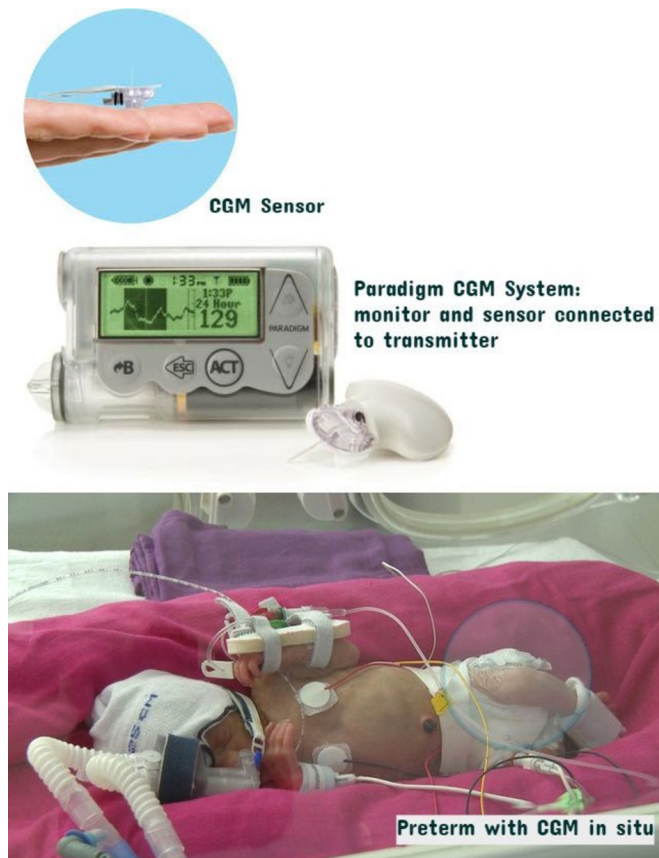 CGM Sensor
1:33 PM
1:33P
24 Hour
129
PARADIGM
B
ESC
ACT
Paradigm CGM System:
monitor and sensor connected
to transmitter
Preterm with CGM in situ